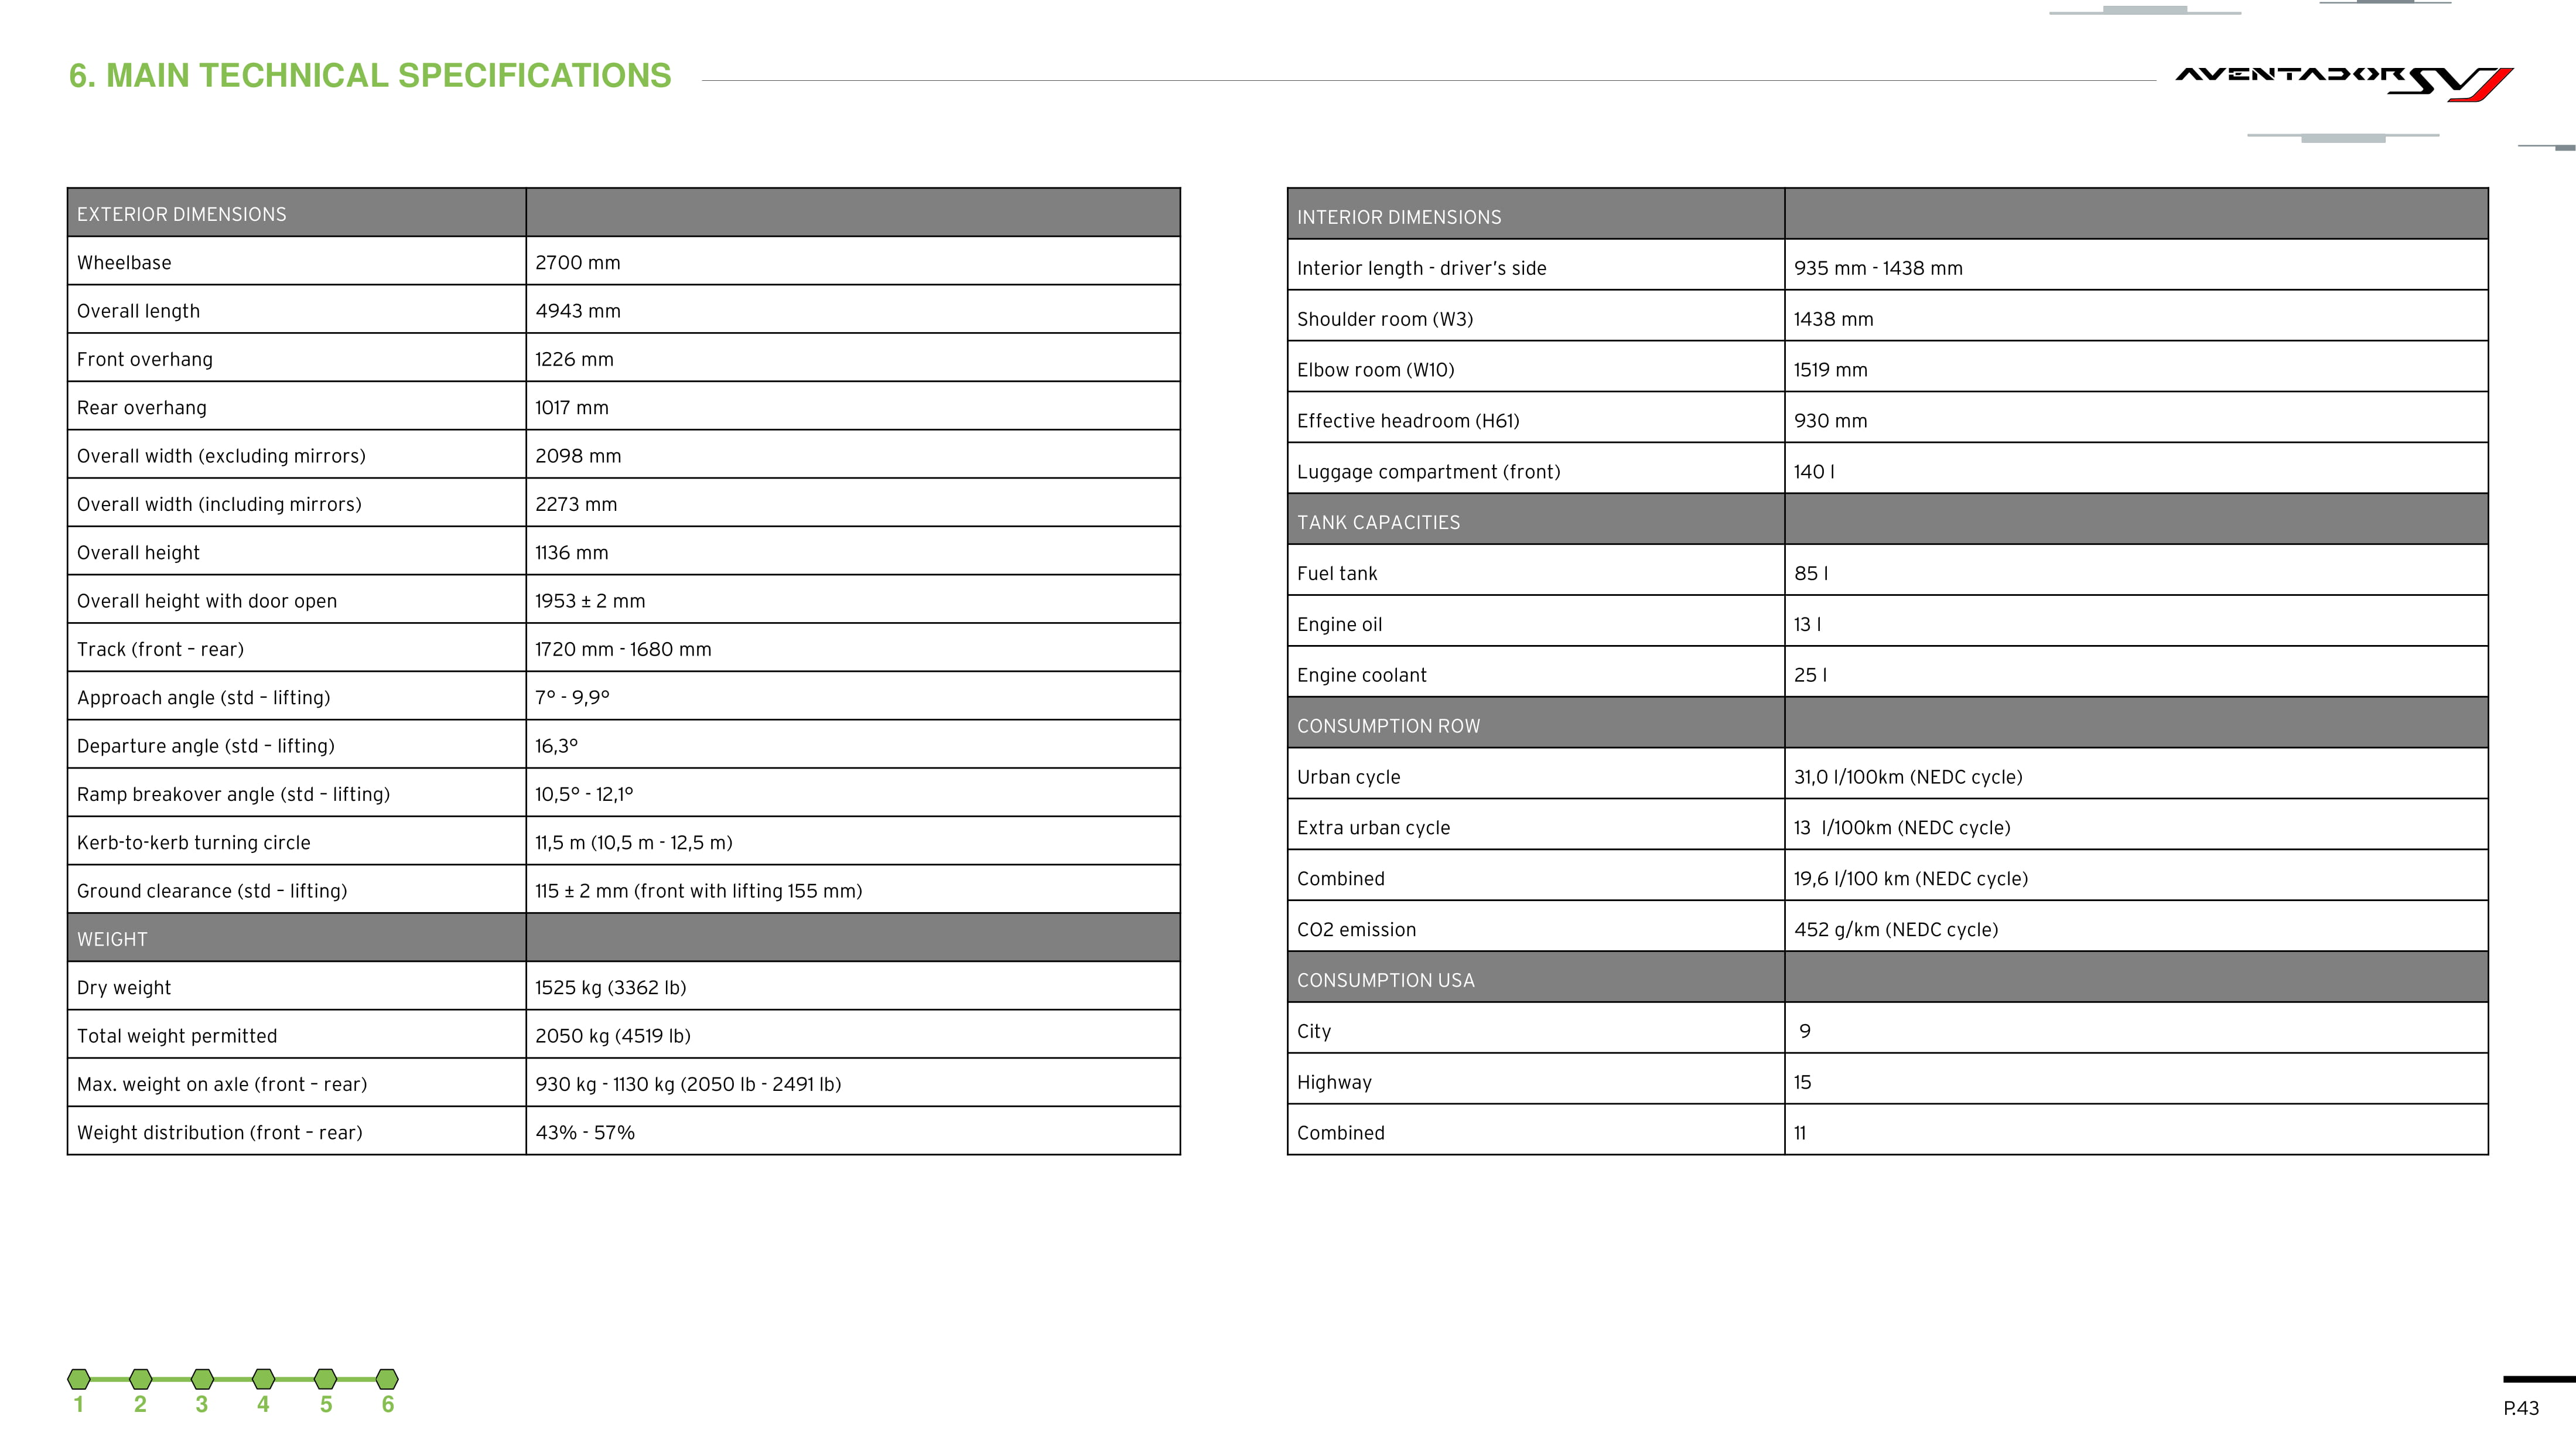 6. MAIN TECHNICAL SPECIFICATIONS
AVENTADOR SVJ
EXTERIOR DIMENSIONS
Wheelbase 2700 mm
Overall length 4943 mm
Front overhang 1226 mm
Rear overhang 1017 mm
Overall width (excluding mirrors) 2098 mm
Overall width (including mirrors) 2273 mm
Overall height 1136 mm
Overall height with door open 1953 ± 2 mm
Track (front – rear) 1720 mm - 1680 mm
Approach angle (std – lifting) 7° - 9,9°
Departure angle (std – lifting) 16,3°
Ramp breakover angle (std – lifting) 10,5° - 12,1°
Kerb-to-kerb turning circle 11,5 m (10,5 m - 12,5 m)
Ground clearance (std – lifting) 115 ± 2 mm (front with lifting 155 mm)
WEIGHT
Dry weight 1525 kg (3362 lb)
Total weight permitted 2050 kg (4519 lb)
Max. weight on axle (front – rear) 930 kg - 1130 kg (2050 lb - 2491 lb)
Weight distribution (front – rear) 43% - 57%
INTERIOR DIMENSIONS
Interior length - driver’s side 935 mm - 1438 mm
Shoulder room (W3) 1438 mm
Elbow room (W10) 1519 mm
Effective headroom (H61) 930 mm
Luggage compartment (front) 140 l
TANK CAPACITIES
Fuel tank 85 l
Engine oil 13 l
Engine coolant 25 l
CONSUMPTION ROW
Urban cycle 31,0 l/100km (NEDC cycle)
Extra urban cycle 13 l/100km (NEDC cycle)
Combined 19,6 l/100 km (NEDC cycle)
CO2 emission 452 g/km (NEDC cycle)
CONSUMPTION USA
City 9
Highway 15
Combined 11
1 2 3 4 5 6
P.43